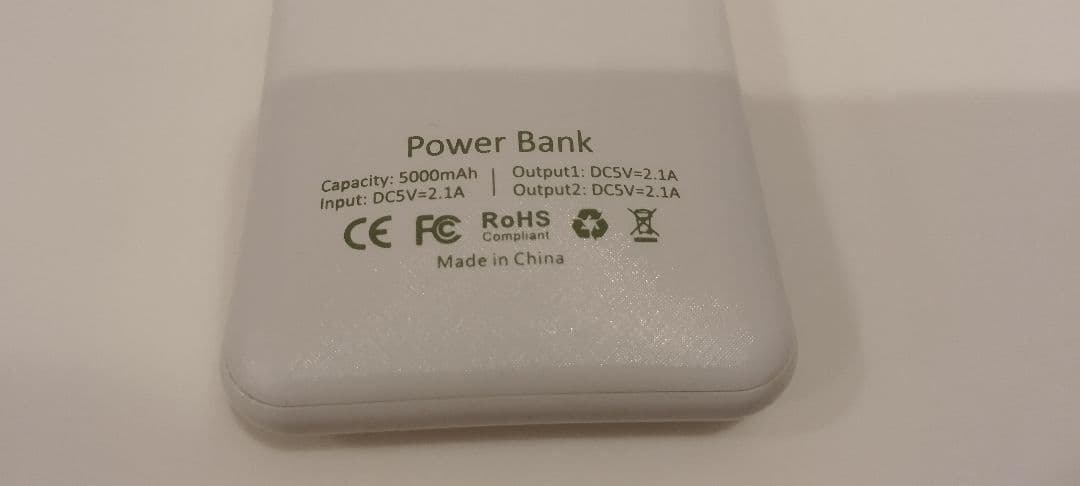 Power Bank
Capacity: 5000mAh | Output1: DC5V=2.1A
Input: DC5V=2.1A | Output2: DC5V=2.1A
CE FC RoHS Compliant
Made in China